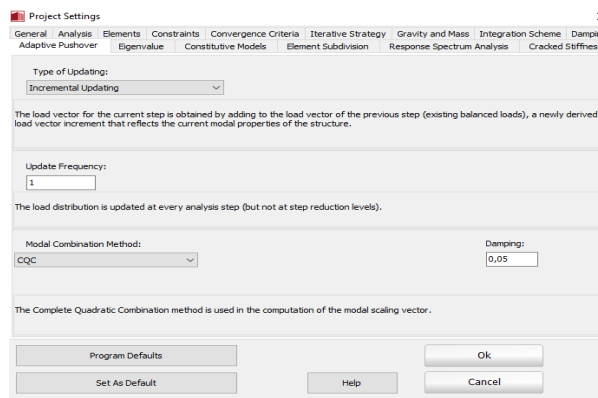 Project Settings
General Analysis Elements Constraints Convergence Criteria Iterative Strategy Gravity and Mass Integration Scheme
Adaptive Pushover Eigenvalue Constitutive Models Element Subdivision Response Spectrum Analysis Cracked
Type of Updating:
Incremental Updating
The load vector for the current step is obtained by adding to the load vector of the previous step (existing balanced loads), a newly derived
load vector increment that reflects the current modal properties of the structure.
Update Frequency:
1
The load distribution is updated at every analysis step (but not at step reduction levels).
Modal Combination Method: Damping:
CQC 0,05
The Complete Quadratic Combination method is used in the computation of the modal scaling vector.
Program Defaults Ok
Set As Default Help Cancel